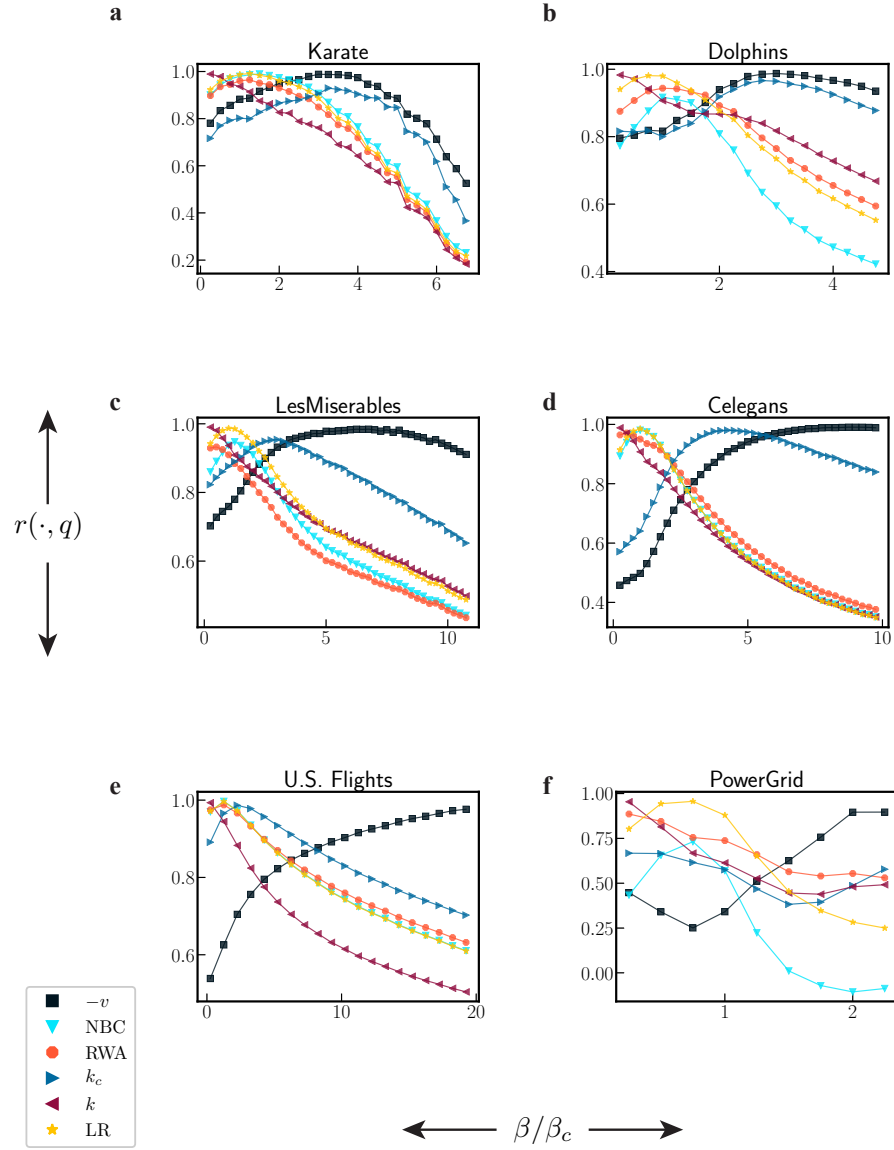 a
Karate
1.0
0.8
0.6
0.4
0.2
0
2
4
6
b
Dolphins
1.0
0.8
0.6
0.4
2
4
c
LesMiserables
1.0
0.8
0.6
0
5
10
d
Celegans
1.0
0.8
0.6
0.4
0
5
10
r(·, q)
e
U.S. Flights
1.0
0.8
0.6
0
10
20
f
PowerGrid
1.00
0.75
0.50
0.25
0.00
1
2
−v
NBC
RWA
k_c
k
LR
β/β_c